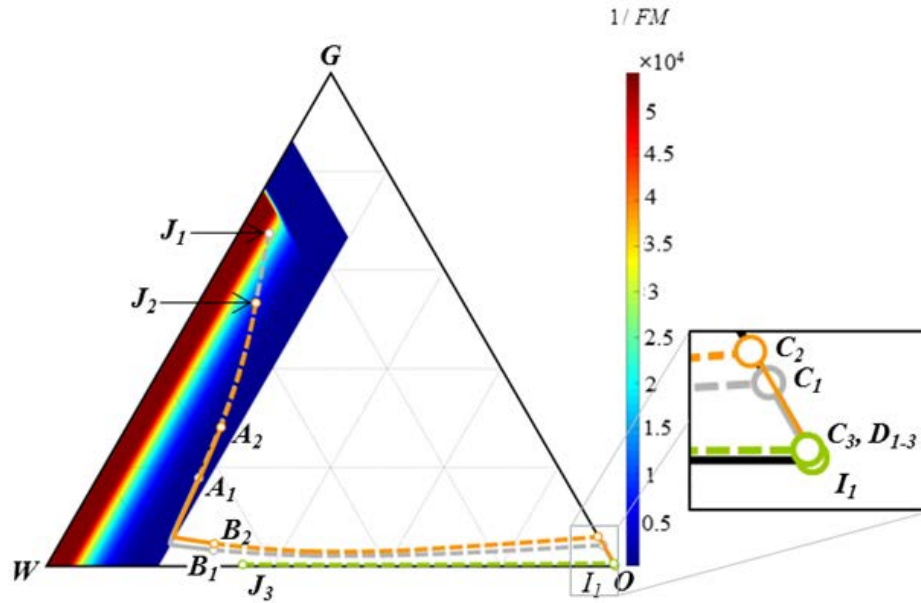 1/ FM
×10⁴
G
5
4.5
4
3.5
3
2.5
2
1.5
1
0.5
J₁
J₂
A₂
A₁
B₂
B₁
J₃
W
I₁
O
C₂
C₁
C₃, D₁₋₃
I₁